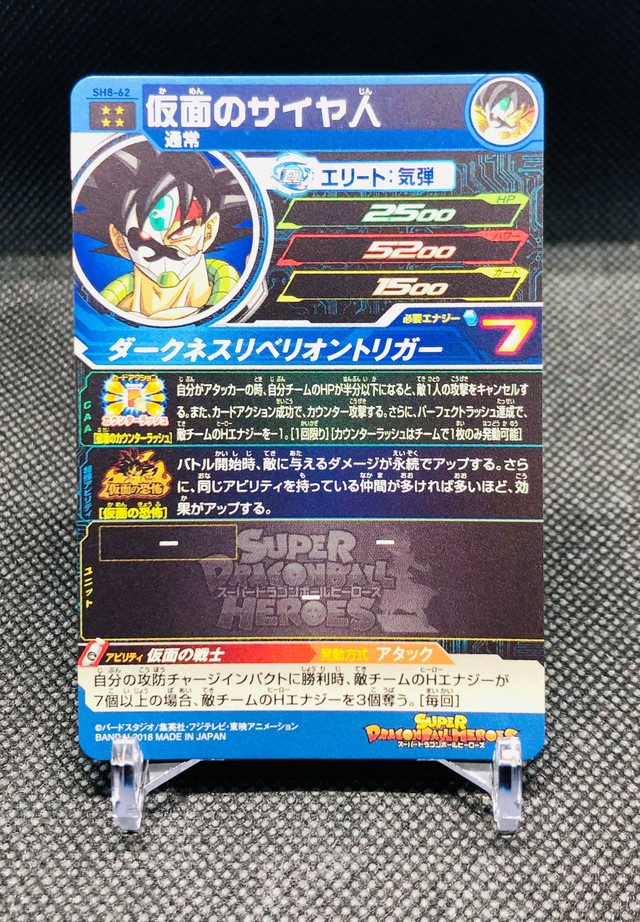 SH8-62
仮面のサイヤ人
通常
エリート:気弾
HP
2500
パワー
5200
ガード
1500
必要エナジー 7
ダークネスリベリオントリガー
CAA
カードアクション
カウンターラッシュ
自分がアタッカーの時、自分チームのHPが半分以下になると、敵1人の攻撃をキャンセルす
る。また、カードアクション成功で、カウンター攻撃する。さらに、パーフェクトラッシュ達成で、
敵チームのHエナジーを-1。[1回限り][カウンターラッシュはチームで1枚のみ発動可能]
超アビリティ
仮面の恐怖
[仮面の恐怖]
バトル開始時、敵に与えるダメージが永続でアップする。さら
に、同じアビリティを持っている仲間が多ければ多いほど、効
果がアップする。
ユニット
SUPER
DRAGONBALL
スーパードラゴンボールヒーローズ
HEROES
アビリティ 仮面の戦士
発動方式 アタック
自分の攻防チャージインパクトに勝利時、敵チームのHエナジーが
7個以上の場合、敵チームのHエナジーを3個奪う。[毎回]
©バードスタジオ/集英社・フジテレビ・東映アニメーション
BANDAI 2018 MADE IN JAPAN
SUPER
DRAGONBALL HEROES
スーパードラゴンボールヒーローズ